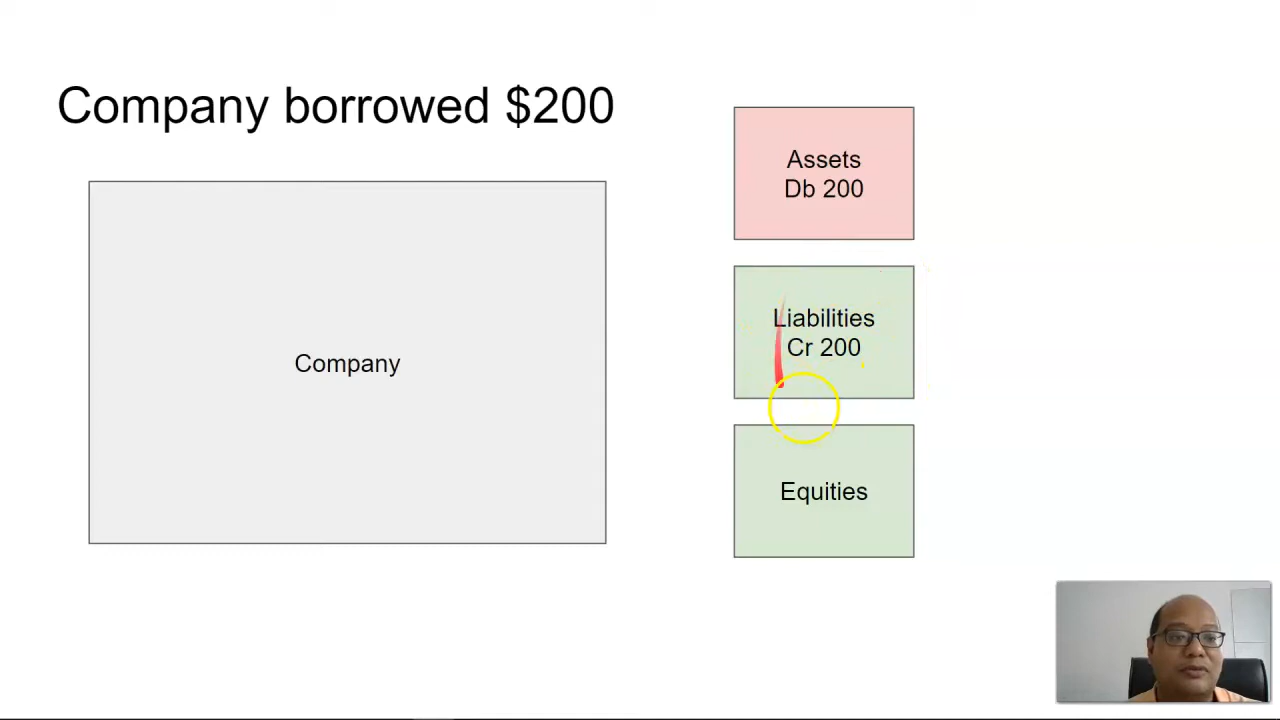 Company borrowed $200
Company
Assets
Db 200
Liabilities
Cr 200
Equities